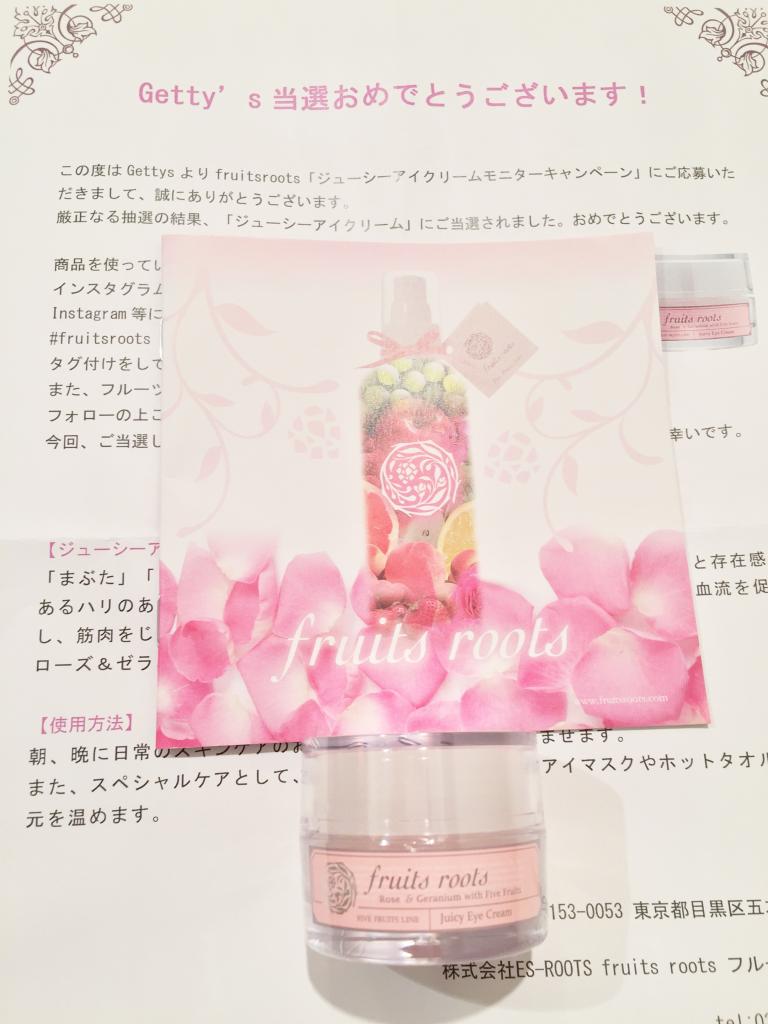 Getty's 当選おめでとうございます！
この度は Gettys より fruitsroots「ジューシーアイクリームモニターキャンペーン」にご応募いた
だきまして、誠にありがとうございます。
厳正なる抽選の結果、「ジューシーアイクリーム」にご当選されました。おめでとうございます。
商品を使ってい
インスタグラム
Instagram 等に
#fruitsroots
タグ付けをして
また、フルーツ
フォローの上こ
今回、ご当選し
幸いです。
fruits roots
Juicy Eye Cream
fruits roots
【ジューシーア
「まぶた」「
と存在感
あるハリのあ
血流を促
し、筋肉をじ
ローズ＆ゼラ
fruits roots
www.fruitsroots.com
【使用方法】
朝、晩に日常のスキンケアのお
ませます。
また、スペシャルケアとして、
アイマスクやホットタオル
元を温めます。
fruits roots
Rose & Geranium with Five Fruits
FIVE FRUITS LINE
Juicy Eye Cream
153-0053 東京都目黒区五本
株式会社ES-ROOTS fruits roots フルー
tel:0